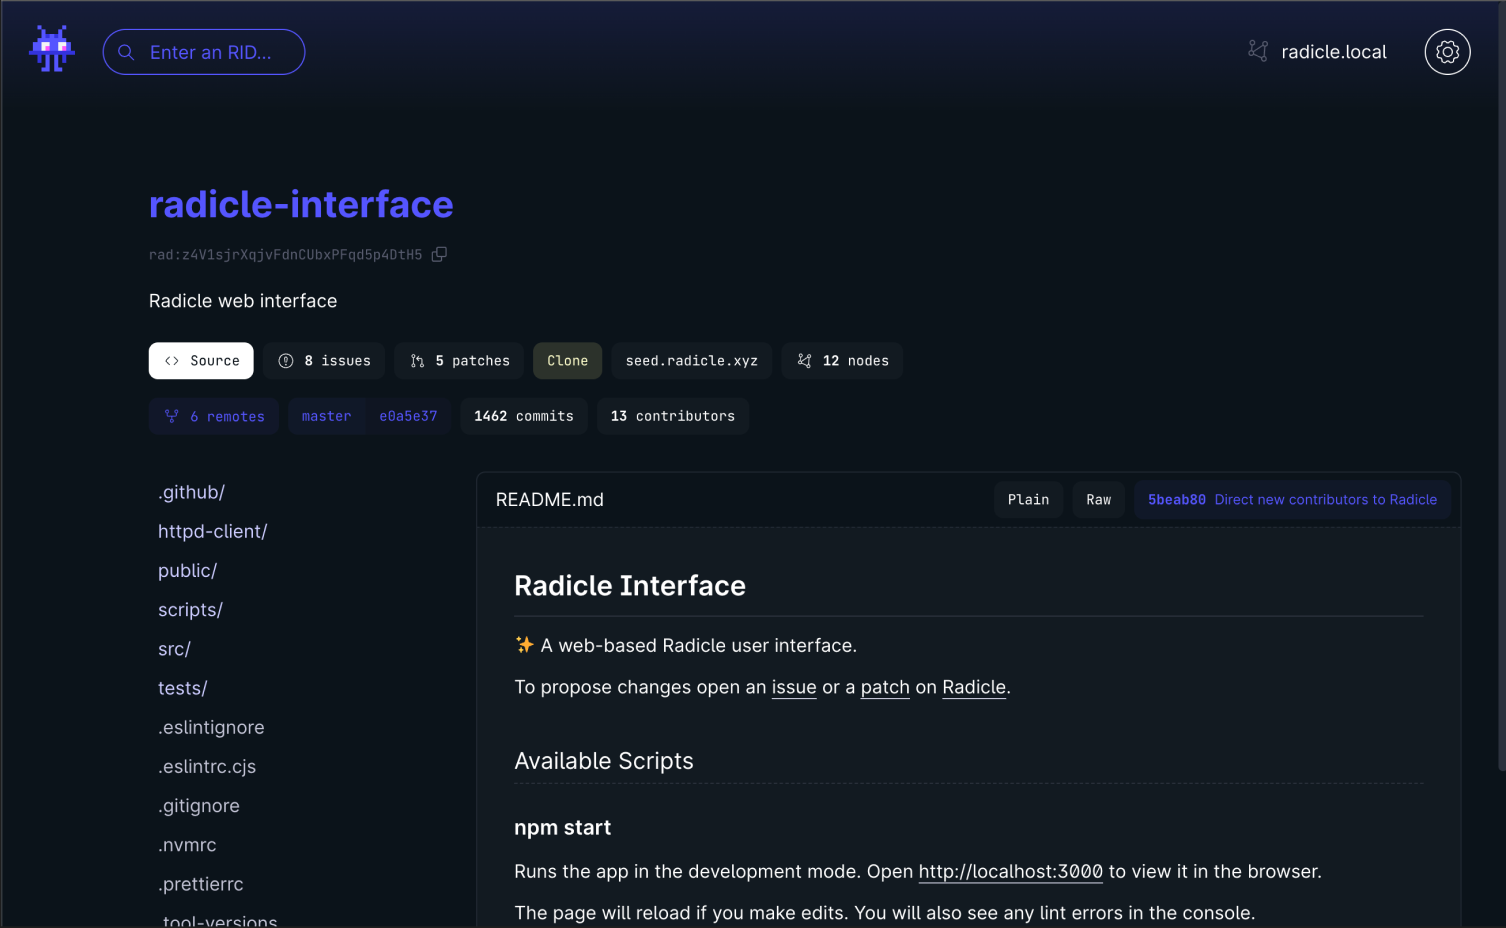 Enter an RID...
radicle.local
radicle-interface
rad:z4V1sjrXqjvFdnCUbxPFqd5p4DtH5
Radicle web interface
<> Source
8 issues
5 patches
Clone
seed.radicle.xyz
12 nodes
6 remotes
master
e0a5e37
1462 commits
13 contributors
.github/
httpd-client/
public/
scripts/
src/
tests/
.eslintignore
.eslintrc.cjs
.gitignore
.nvmrc
.prettierrc
.tool-versions
README.md
Plain
Raw
5beab80 Direct new contributors to Radicle
Radicle Interface
✨ A web-based Radicle user interface.
To propose changes open an issue or a patch on Radicle.
Available Scripts
npm start
Runs the app in the development mode. Open http://localhost:3000 to view it in the browser.
The page will reload if you make edits. You will also see any lint errors in the console.